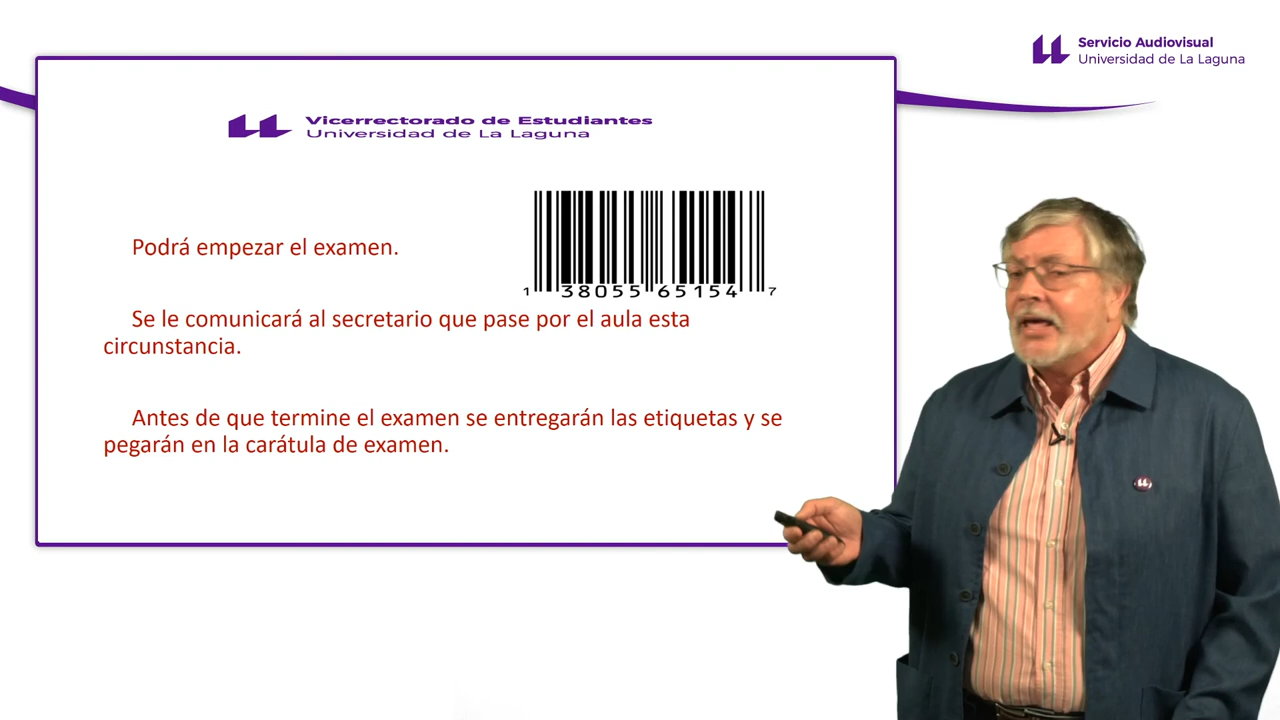 Servicio Audiovisual
Universidad de La Laguna
Vicerrectorado de Estudiantes
Universidad de La Laguna
1 38055 65154 7
Podrá empezar el examen.
Se le comunicará al secretario que pase por el aula esta
circunstancia.
Antes de que termine el examen se entregarán las etiquetas y se
pegarán en la carátula de examen.